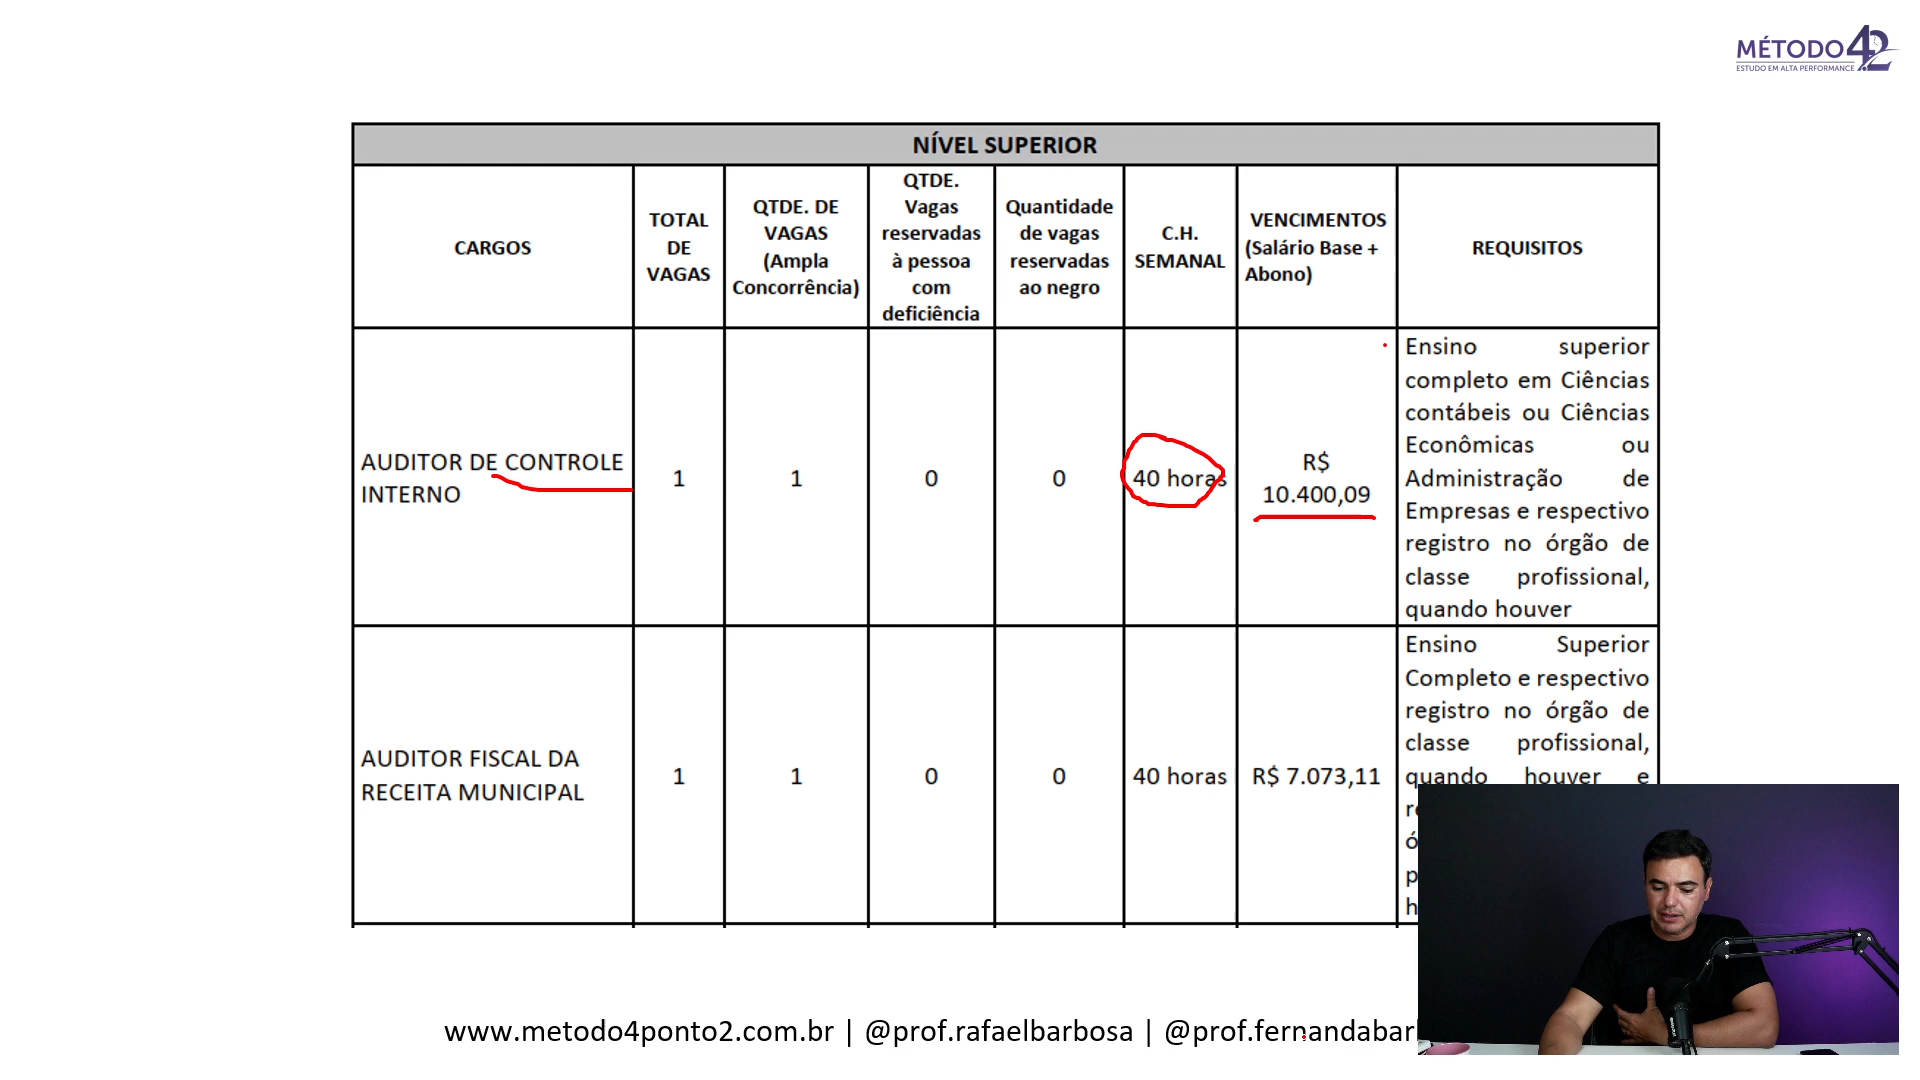 MÉTODO 4.2
ESTUDO EM ALTA PERFORMANCE
NÍVEL SUPERIOR
CARGOS
TOTAL
DE
VAGAS
QTDE. DE
VAGAS
(Ampla
Concorrência)
QTDE.
Vagas
reservadas
à pessoa
com
deficiência
Quantidade
de vagas
reservadas
ao negro
C.H.
SEMANAL
VENCIMENTOS
(Salário Base +
Abono)
REQUISITOS
AUDITOR DE CONTROLE
INTERNO
1
1
0
0
40 horas
R$
10.400,09
Ensino superior
completo em Ciências
contábeis ou Ciências
Econômicas ou
Administração de
Empresas e respectivo
registro no órgão de
classe profissional,
quando houver
AUDITOR FISCAL DA
RECEITA MUNICIPAL
1
1
0
0
40 horas
R$ 7.073,11
Ensino Superior
Completo e respectivo
registro no órgão de
classe profissional,
quando houver e
www.metodo4ponto2.com.br | @prof.rafaelbarbosa | @prof.fernandabar